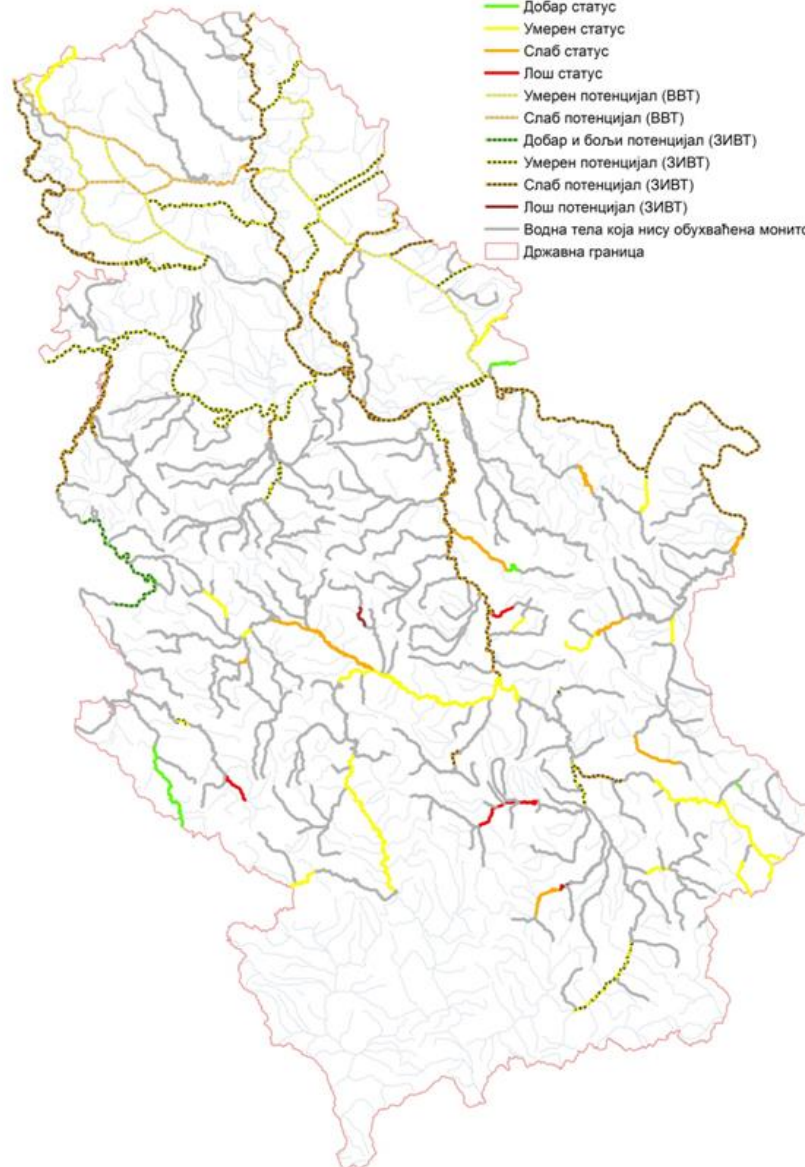 Добар статус
Умерен статус
Слаб статус
Лош статус
Умерен потенцијал (ВВТ)
Слаб потенцијал (ВВТ)
Добар и бољи потенцијал (ЗИВТ)
Умерен потенцијал (ЗИВТ)
Слаб потенцијал (ЗИВТ)
Лош потенцијал (ЗИВТ)
Водна тела која нису обухваћена монито
Државна граница